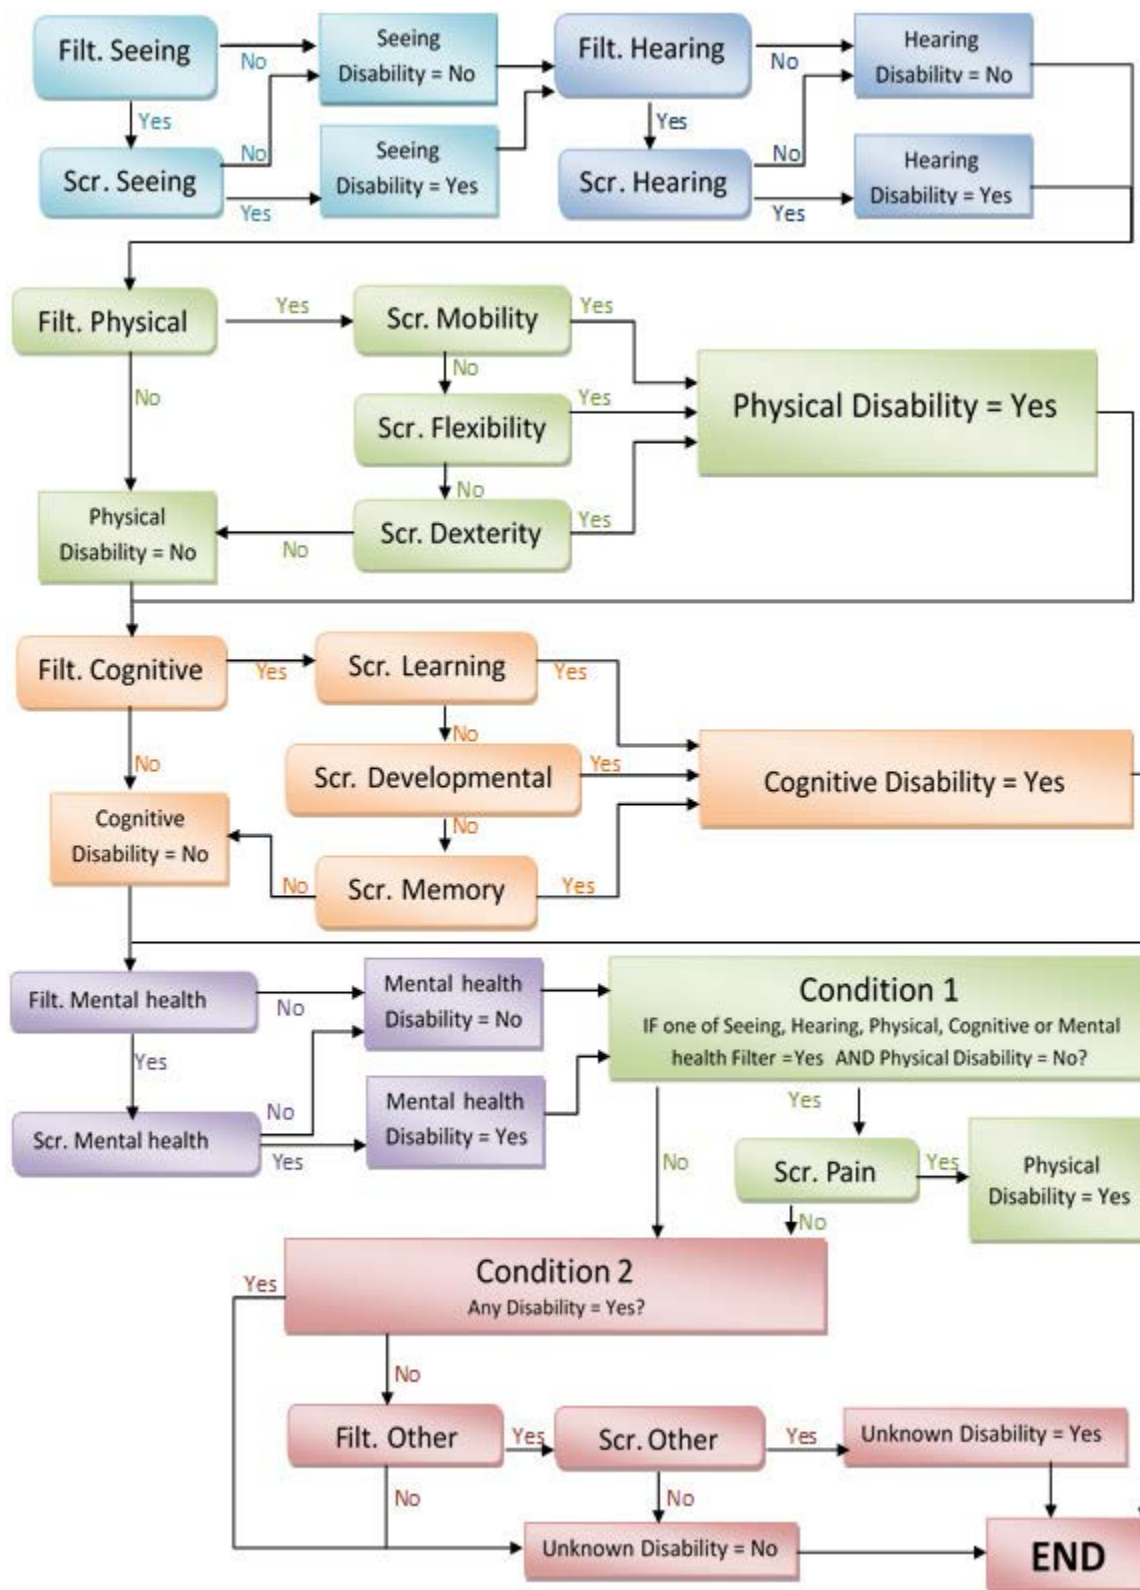 Filt. Seeing
No
Seeing
Disability = No
Filt. Hearing
No
Hearing
Disability = No
Yes
Yes
Scr. Seeing
No
Yes
Seeing
Disability = Yes
Scr. Hearing
No
Yes
Hearing
Disability = Yes
Filt. Physical
Yes
Scr. Mobility
Yes
No
No
Scr. Flexibility
Yes
Physical Disability = Yes
No
Physical
Disability = No
No
Scr. Dexterity
Yes
Filt. Cognitive
Yes
Scr. Learning
Yes
No
No
Scr. Developmental
Yes
Cognitive Disability = Yes
Cognitive
Disability = No
No
No
Scr. Memory
Yes
Filt. Mental health
No
Mental health
Disability = No
Yes
Scr. Mental health
No
Yes
Mental health
Disability = Yes
Condition 1
IF one of Seeing, Hearing, Physical, Cognitive or Mental
health Filter =Yes AND Physical Disability = No?
Yes
No
Scr. Pain
Yes
Physical
Disability = Yes
No
Condition 2
Any Disability = Yes?
Yes
No
Filt. Other
Yes
Scr. Other
Yes
Unknown Disability = Yes
No
No
Unknown Disability = No
END